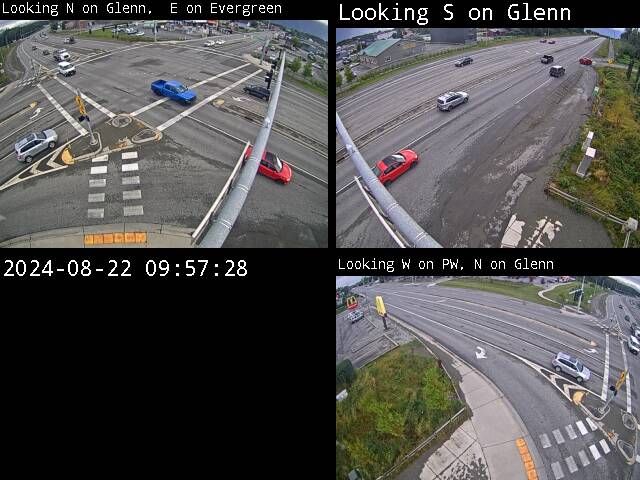 Looking N on Glenn,  E on Evergreen
Looking S on Glenn
2024-08-22 09:57:28
Looking W on PW, N on Glenn